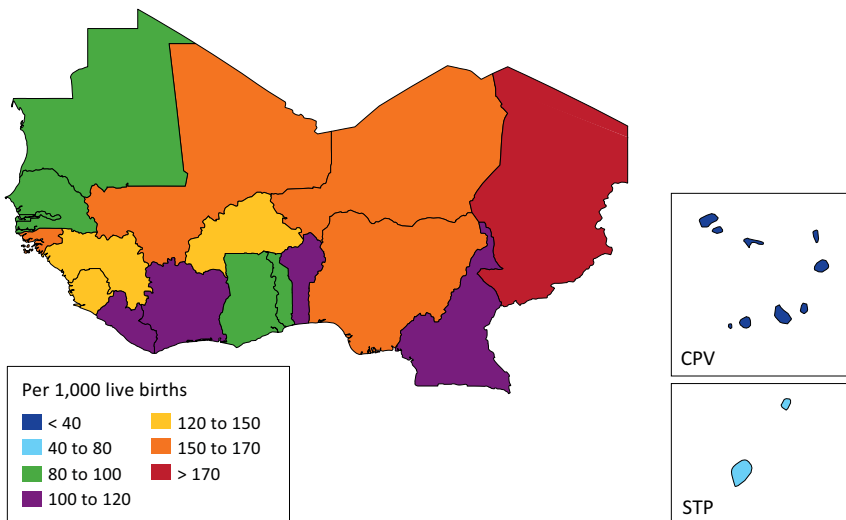 CPV
Per 1,000 live births
< 40
40 to 80
80 to 100
100 to 120
120 to 150
150 to 170
> 170
STP